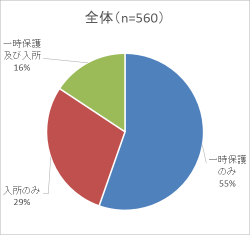 全体(n=560)
一時保護
及び入所
16%
一時保護
のみ
55%
入所のみ
29%